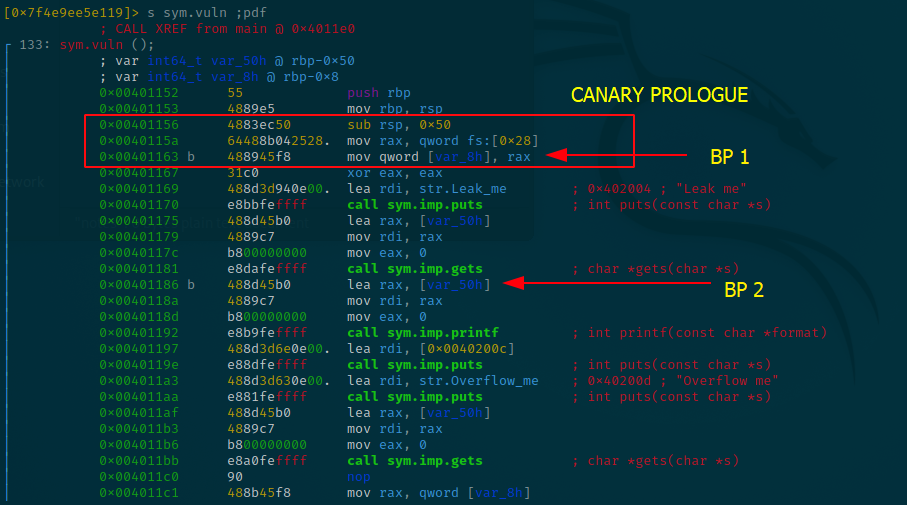 [0×7f4e9ee5e119]> s sym.vuln ;pdf
; CALL XREF from main @ 0×4011e0
133: sym.vuln ();
; var int64_t var_50h @ rbp-0×50
; var int64_t var_8h @ rbp-0×8
0×00401152 55 push rbp
0×00401153 4889e5 mov rbp, rsp
CANARY PROLOGUE
0×00401156 4883ec50 sub rsp, 0×50
0×0040115a 64488b042528. mov rax, qword fs:[0×28]
0×00401163 b 488945f8 mov qword [var_8h], rax BP 1
0×00401167 31c0 xor eax, eax
0×00401169 488d3d940e00. lea rdi, str.Leak_me ; 0×402004 ; "Leak me"
0×00401170 e8bbfeffff call sym.imp.puts ; int puts(const char *s)
0×00401175 488d45b0 lea rax, [var_50h]
0×00401179 4889c7 mov rdi, rax
0×0040117c b800000000 mov eax, 0
0×00401181 e8dafeffff call sym.imp.gets ; char *gets(char *s)
0×00401186 b 488d45b0 lea rax, [var_50h] BP 2
0×0040118a 4889c7 mov rdi, rax
0×0040118d b800000000 mov eax, 0
0×00401192 e8b9feffff call sym.imp.printf ; int printf(const char *format)
0×00401197 488d3d6e0e00. lea rdi, [0×0040200c]
0×0040119e e88dfeffff call sym.imp.puts ; int puts(const char *s)
0×004011a3 488d3d630e00. lea rdi, str.Overflow_me ; 0×40200d ; "Overflow me"
0×004011aa e881feffff call sym.imp.puts ; int puts(const char *s)
0×004011af 488d45b0 lea rax, [var_50h]
0×004011b3 4889c7 mov rdi, rax
0×004011b6 b800000000 mov eax, 0
0×004011bb e8a0feffff call sym.imp.gets ; char *gets(char *s)
0×004011c0 90 nop
0×004011c1 488b45f8 mov rax, qword [var_8h]